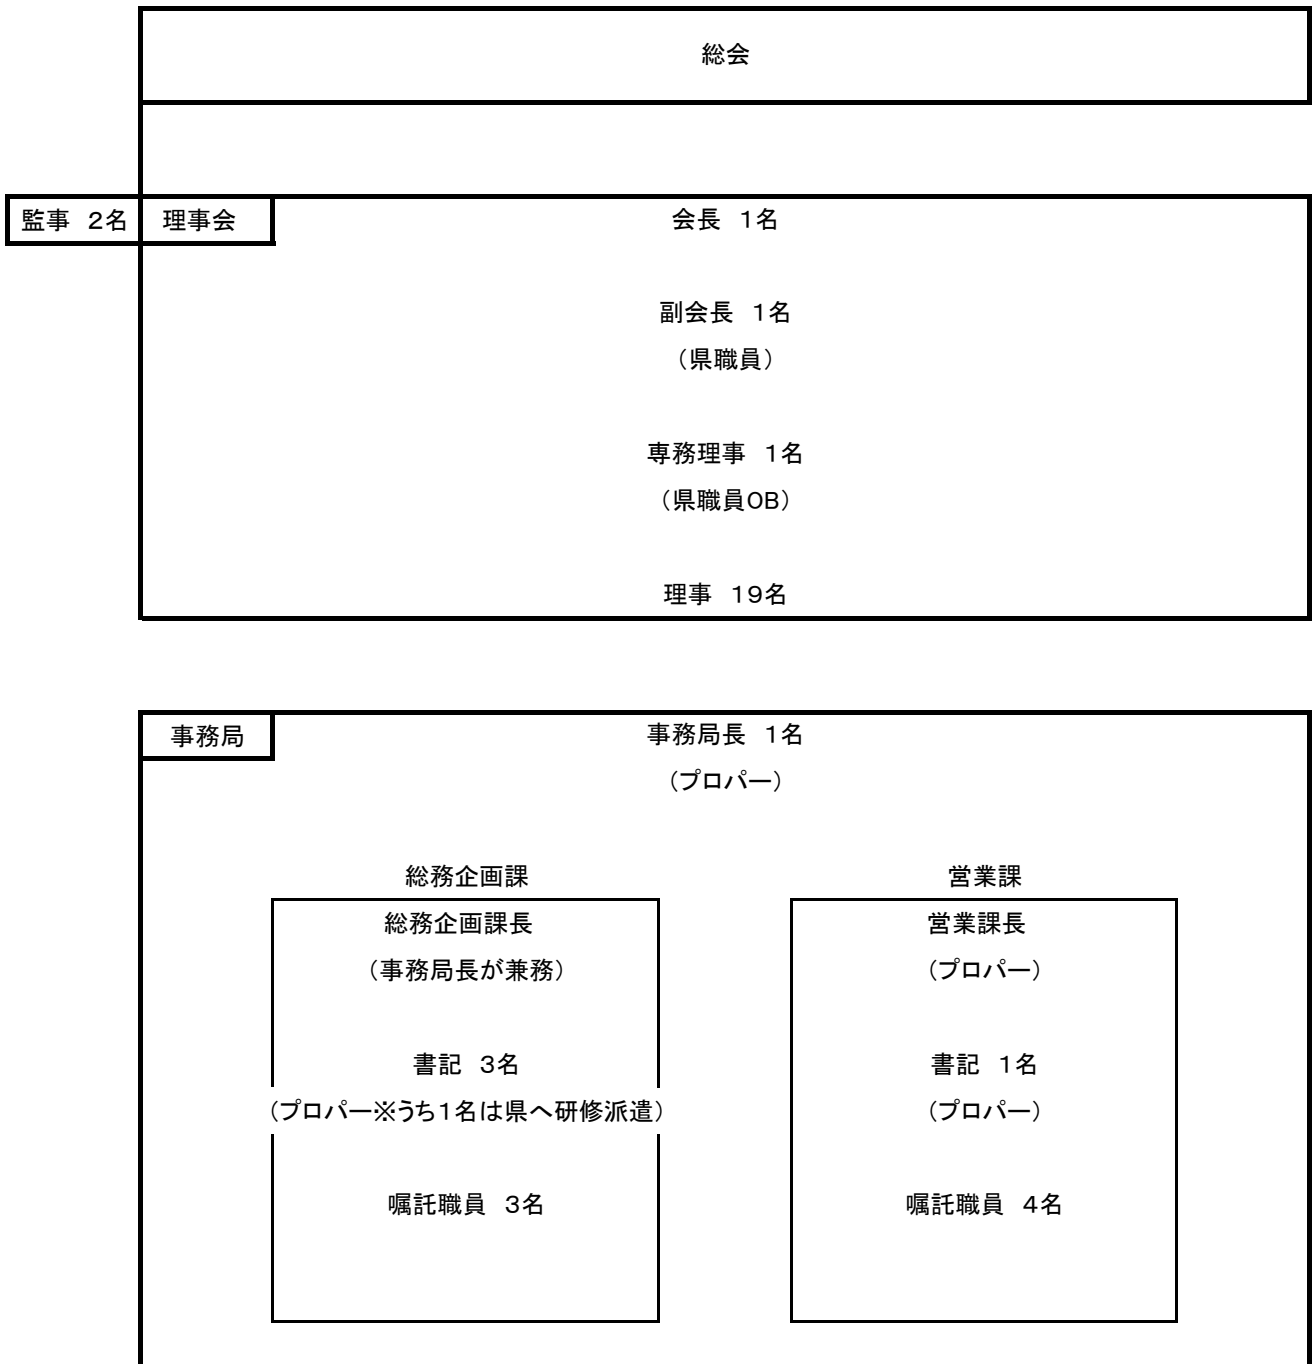 総会
監事　2名
理事会
会長　1名
副会長　1名
（県職員）
専務理事　1名
（県職員OB）
理事　19名
事務局
事務局長　1名
（プロパー）
総務企画課
総務企画課長
（事務局長が兼務）
書記　3名
（プロパー※うち1名は県へ研修派遣）
嘱託職員　3名
営業課
営業課長
（プロパー）
書記　1名
（プロパー）
嘱託職員　4名